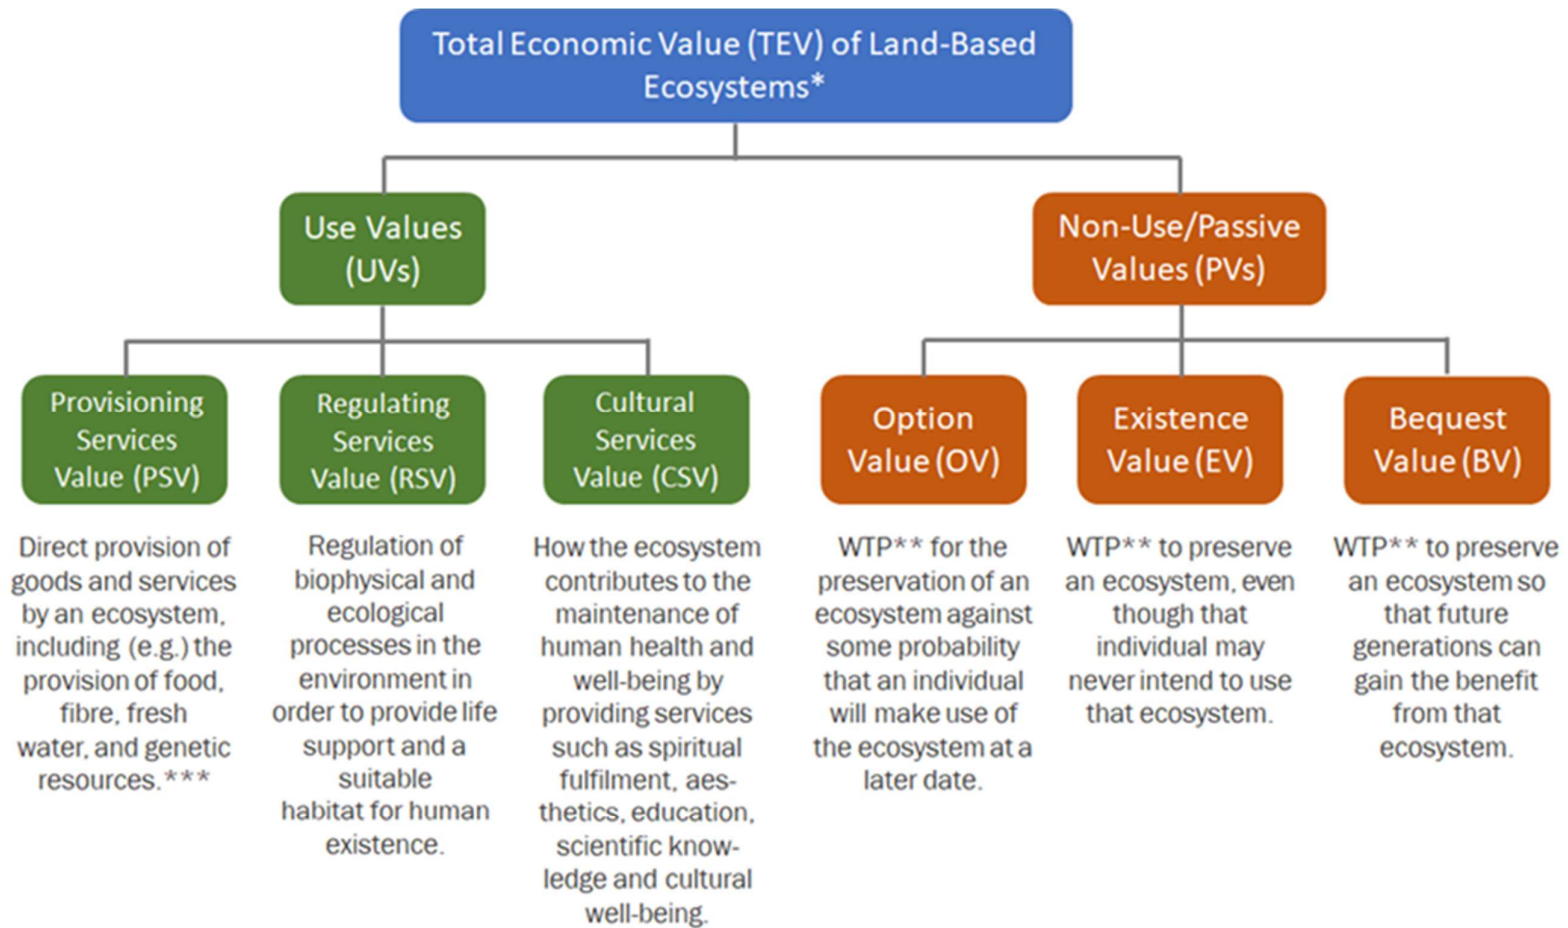 Total Economic Value (TEV) of Land-Based
Ecosystems*
Use Values
(UVs)
Non-Use/Passive
Values (PVs)
Provisioning
Services
Value (PSV)
Regulating
Services
Value (RSV)
Cultural
Services
Value (CSV)
Option
Value (OV)
Existence
Value (EV)
Bequest
Value (BV)
Direct provision of
goods and services
by an ecosystem,
including (e.g.) the
provision of food,
fibre, fresh
water, and genetic
resources.***
Regulation of
biophysical and
ecological
processes in the
environment in
order to provide life
support and a
suitable
habitat for human
existence.
How the ecosystem
contributes to the
maintenance of
human health and
well-being by
providing services
such as spiritual
fulfilment, aes-
thetics, education,
scientific know-
ledge and cultural
well-being.
WTP** for the
preservation of an
ecosystem against
some probability
that an individual
will make use of
the ecosystem at a
later date.
WTP** to preserve
an ecosystem, even
though that
individual may
never intend to use
that ecosystem.
WTP** to preserve
an ecosystem so
that future
generations can
gain the benefit
from that
ecosystem.